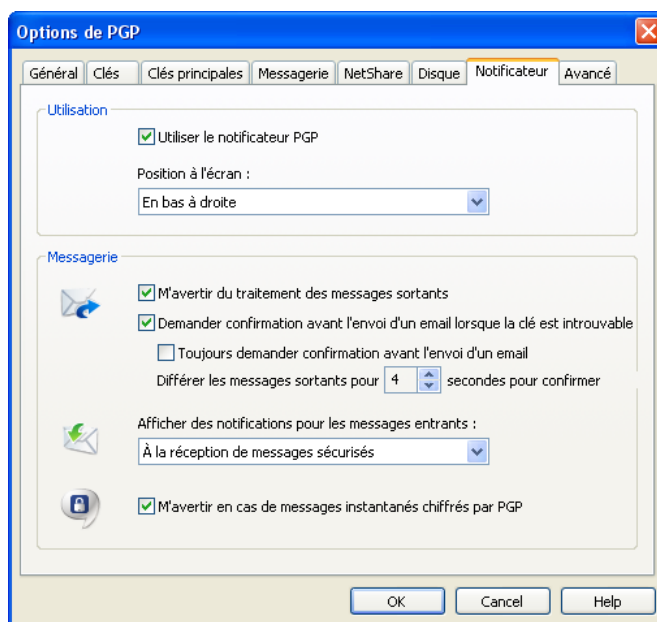 Options de PGP
Général Clés Clés principales Messagerie NetShare Disque Notificateur Avancé
Utilisation
Utiliser le notificateur PGP
Position à l'écran :
En bas à droite
Messagerie
M'avertir du traitement des messages sortants
Demander confirmation avant l'envoi d'un email lorsque la clé est introuvable
Toujours demander confirmation avant l'envoi d'un email
Différer les messages sortants pour 4 secondes pour confirmer
Afficher des notifications pour les messages entrants :
À la réception de messages sécurisés
M'avertir en cas de messages instantanés chiffrés par PGP
OK Cancel Help